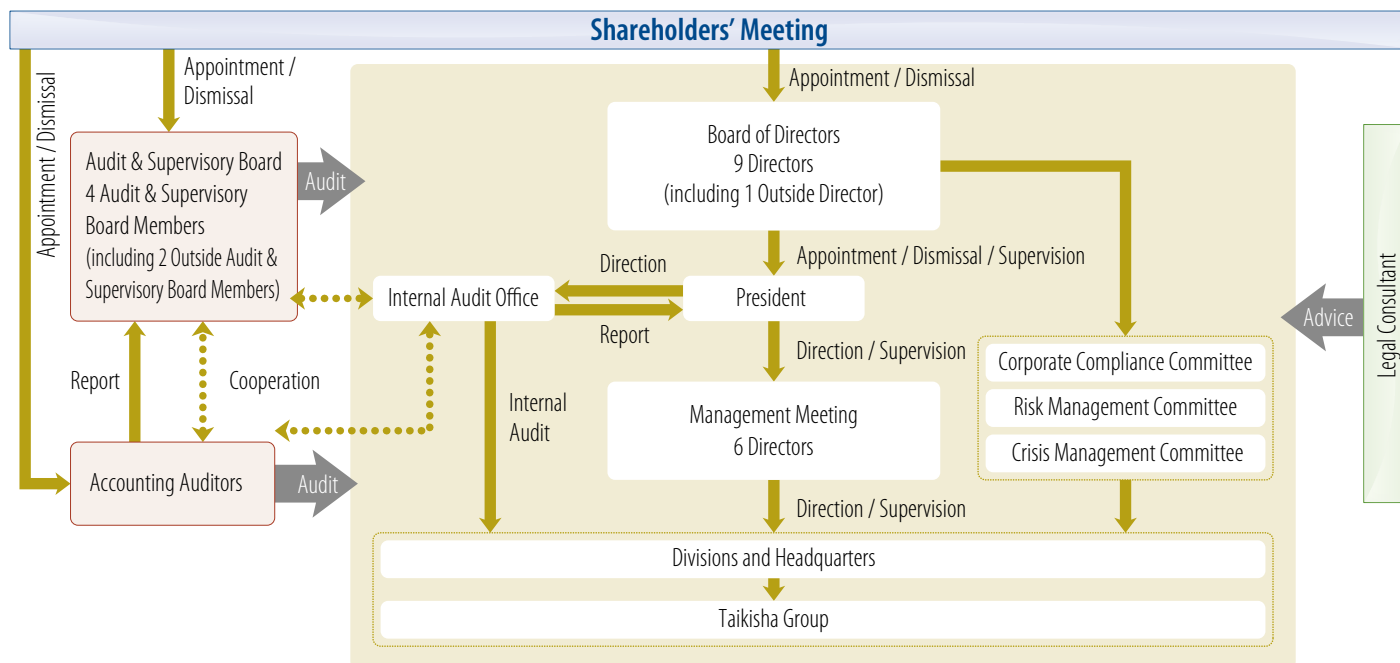 Shareholders’ Meeting
Appointment / Dismissal
Appointment /
Dismissal
Appointment / Dismissal
Audit & Supervisory Board
4 Audit & Supervisory
Board Members
(including 2 Outside Audit &
Supervisory Board Members)
Audit
Board of Directors
9 Directors
(including 1 Outside Director)
Appointment / Dismissal / Supervision
Direction
Internal Audit Office
President
Report
Advice
Legal Consultant
Direction / Supervision
Corporate Compliance Committee
Risk Management Committee
Crisis Management Committee
Report
Cooperation
Internal
Audit
Management Meeting
6 Directors
Accounting Auditors
Audit
Direction / Supervision
Divisions and Headquarters
Taikisha Group